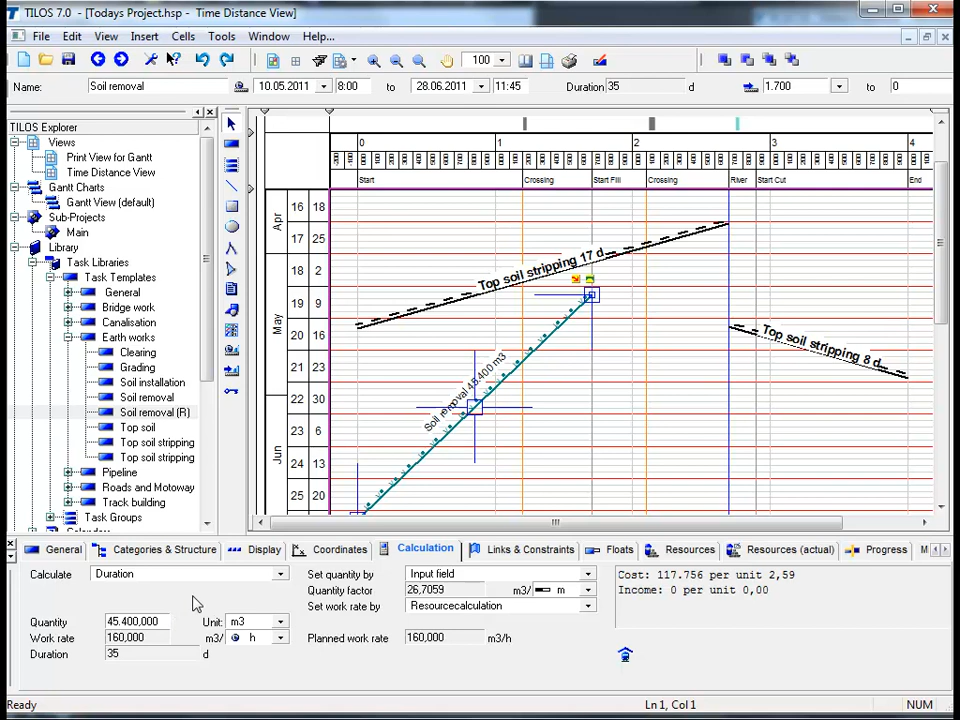 TILOS 7.0 - [Todays Project.hsp - Time Distance View]
File Edit View Insert Cells Tools Window Help...
100
Name: Soil removal 10.05.2011 8:00 to 28.06.2011 11:45 Duration 35 d 1.700 to 0
TILOS Explorer
Views
Print View for Gantt
Time Distance View
Gantt Charts
Gantt View (default)
Sub-Projects
Main
Library
Task Libraries
Task Templates
General
Bridge work
Canalisation
Earth works
Clearing
Grading
Soil installation
Soil removal
Soil removal (R)
Top soil
Top soil stripping
Top soil stripping
Pipeline
Roads and Motoway
Track building
Task Groups
0 1 2 3 4
Start Crossing Start Fill Crossing River Start Cut End
Apr 16 18
17 25
18 2
May 19 9
20 16
21 23
22 30
23 6
Jun 24 13
25 20
Top soil stripping 17 d
Soil removal 45.400 m3
Top soil stripping 8 d
General Categories & Structure Display Coordinates Calculation Links & Constraints Floats Resources Resources (actual) Progress M
Calculate Duration
Quantity 45.400,000 Unit: m3
Work rate 160,000 m3/ h
Duration 35 d
Set quantity by Input field
Quantity factor 26,7059 m3/ m
Set work rate by Resourcecalculation
Planned work rate 160,000 m3/h
Cost: 117.756 per unit 2,59
Income: 0 per unit 0,00
Ready Ln 1, Col 1 NUM